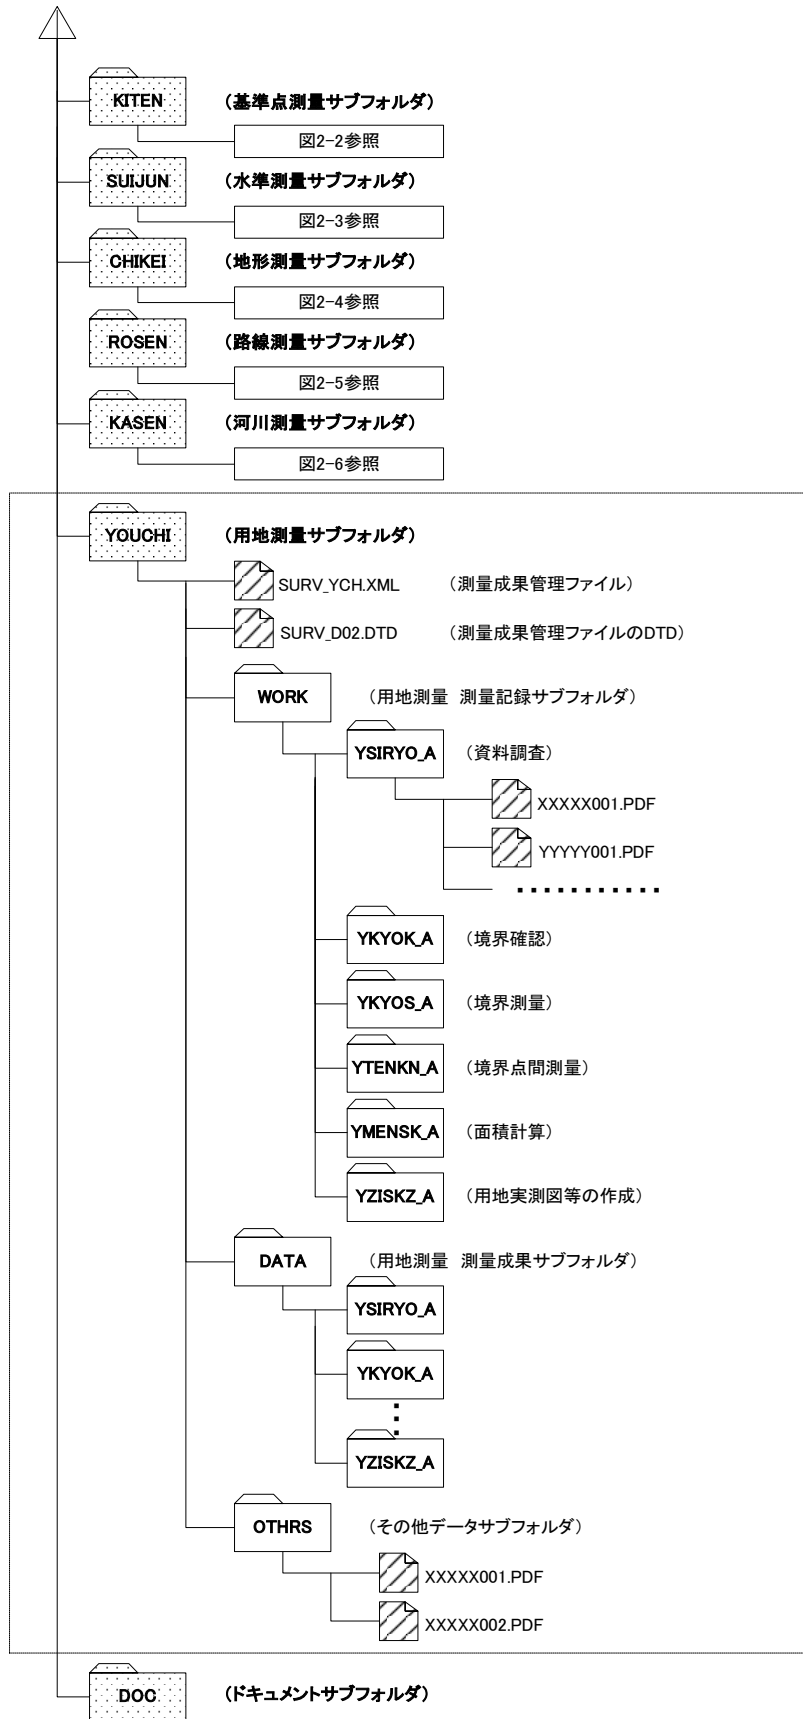 KITEN （基準点測量サブフォルダ）
図2-2参照
SUIJUN （水準測量サブフォルダ）
図2-3参照
CHIKEI （地形測量サブフォルダ）
図2-4参照
ROSEN （路線測量サブフォルダ）
図2-5参照
KASEN （河川測量サブフォルダ）
図2-6参照
YOUCHI （用地測量サブフォルダ）
SURV_YCH.XML （測量成果管理ファイル）
SURV_D02.DTD （測量成果管理ファイルのDTD）
WORK （用地測量 測量記録サブフォルダ）
YSIRYO_A （資料調査）
XXXXX001.PDF
YYYYY001.PDF
YKYOK_A （境界確認）
YKYOS_A （境界測量）
YTENKN_A （境界点間測量）
YMENSK_A （面積計算）
YZISKZ_A （用地実測図等の作成）
DATA （用地測量 測量成果サブフォルダ）
YSIRYO_A
YKYOK_A
YZISKZ_A
OTHRS （その他データサブフォルダ）
XXXXX001.PDF
XXXXX002.PDF
DOC （ドキュメントサブフォルダ）